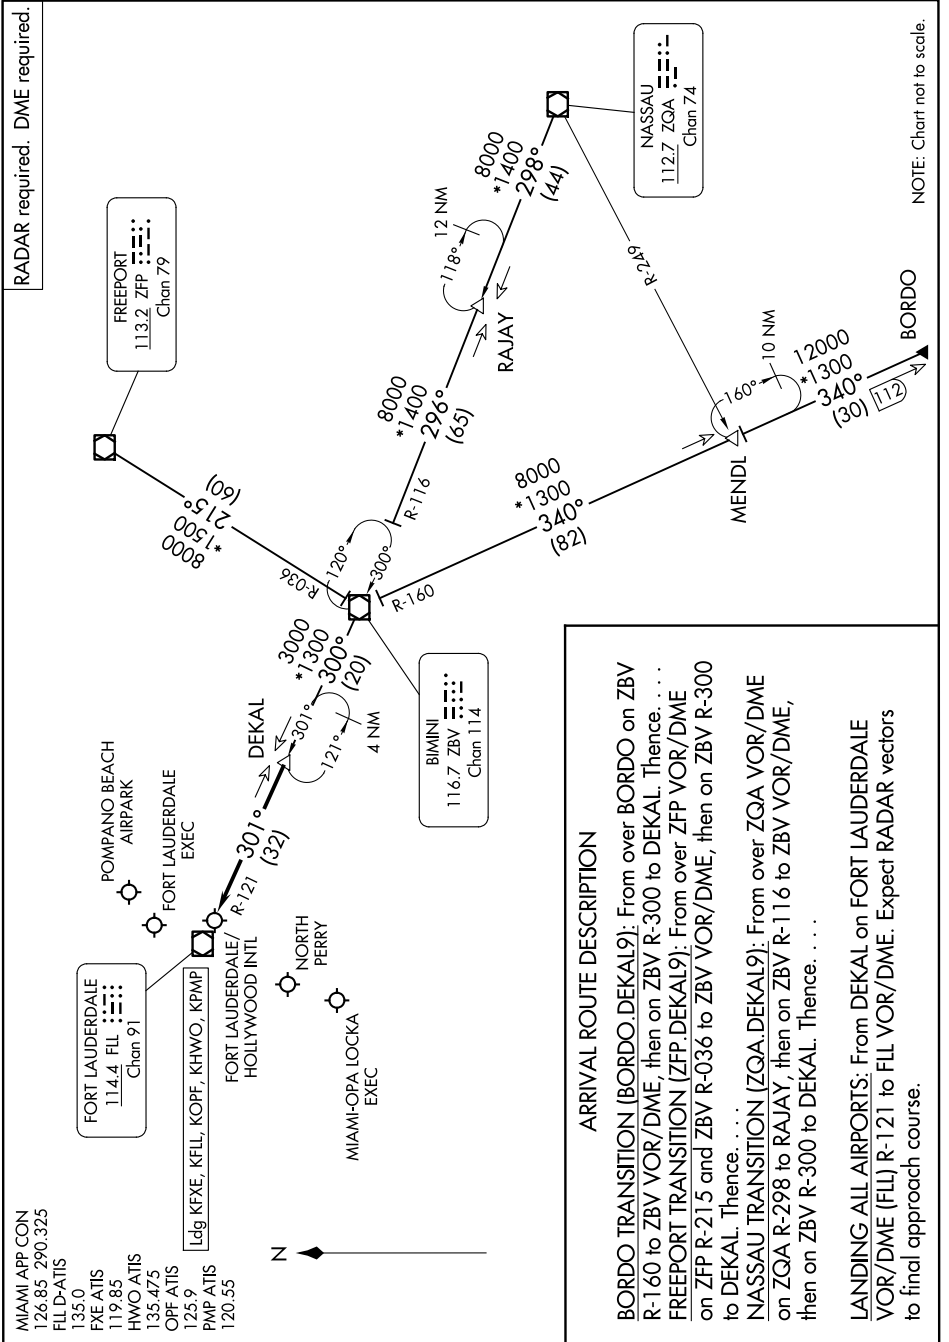 RADAR required.  DME required.
MIAMI APP CON
126.85  290.325
FLL D-ATIS
135.0
FXE ATIS
119.85
HWO ATIS
135.475
OPF ATIS
125.9
PMP ATIS
120.55
FORT LAUDERDALE
114.4  FLL
Chan 91
Ldg KFXE, KFLL, KOPF, KHWO, KPMP
POMPANO BEACH
AIRPARK
FORT LAUDERDALE
EXEC
FORT LAUDERDALE/
HOLLYWOOD INTL
NORTH
PERRY
MIAMI-OPA LOCKA
EXEC
R-121
301°
(32)
DEKAL
301°
121°
4 NM
3000
*1300
300°
(20)
BIMINI
116.7  ZBV
Chan 114
FREEPORT
113.2  ZFP
Chan 79
8000
*1500
215°
(60)
R-036
120°
300°
R-116
R-160
8000
*1400
296°
(65)
RAJAY
118°
12 NM
8000
*1400
298°
(44)
NASSAU
112.7  ZQA
Chan 74
R-249
8000
*1300
340°
(82)
MENDL
160°
10 NM
12000
*1300
340°
(30)
112
BORDO
NOTE: Chart not to scale.
N
ARRIVAL ROUTE DESCRIPTION
BORDO TRANSITION (BORDO.DEKAL9): From over BORDO on ZBV
R-160 to ZBV VOR/DME, then on ZBV R-300 to DEKAL. Thence. . . .
FREEPORT TRANSITION (ZFP.DEKAL9): From over ZFP VOR/DME
on ZFP R-215 and ZBV R-036 to ZBV VOR/DME, then on ZBV R-300
to DEKAL. Thence. . . .
NASSAU TRANSITION (ZQA.DEKAL9): From over ZQA VOR/DME
on ZQA R-298 to RAJAY, then on ZBV R-116 to ZBV VOR/DME,
then on ZBV R-300 to DEKAL. Thence. . . .
LANDING ALL AIRPORTS: From DEKAL on FORT LAUDERDALE
VOR/DME (FLL) R-121 to FLL VOR/DME. Expect RADAR vectors
to final approach course.